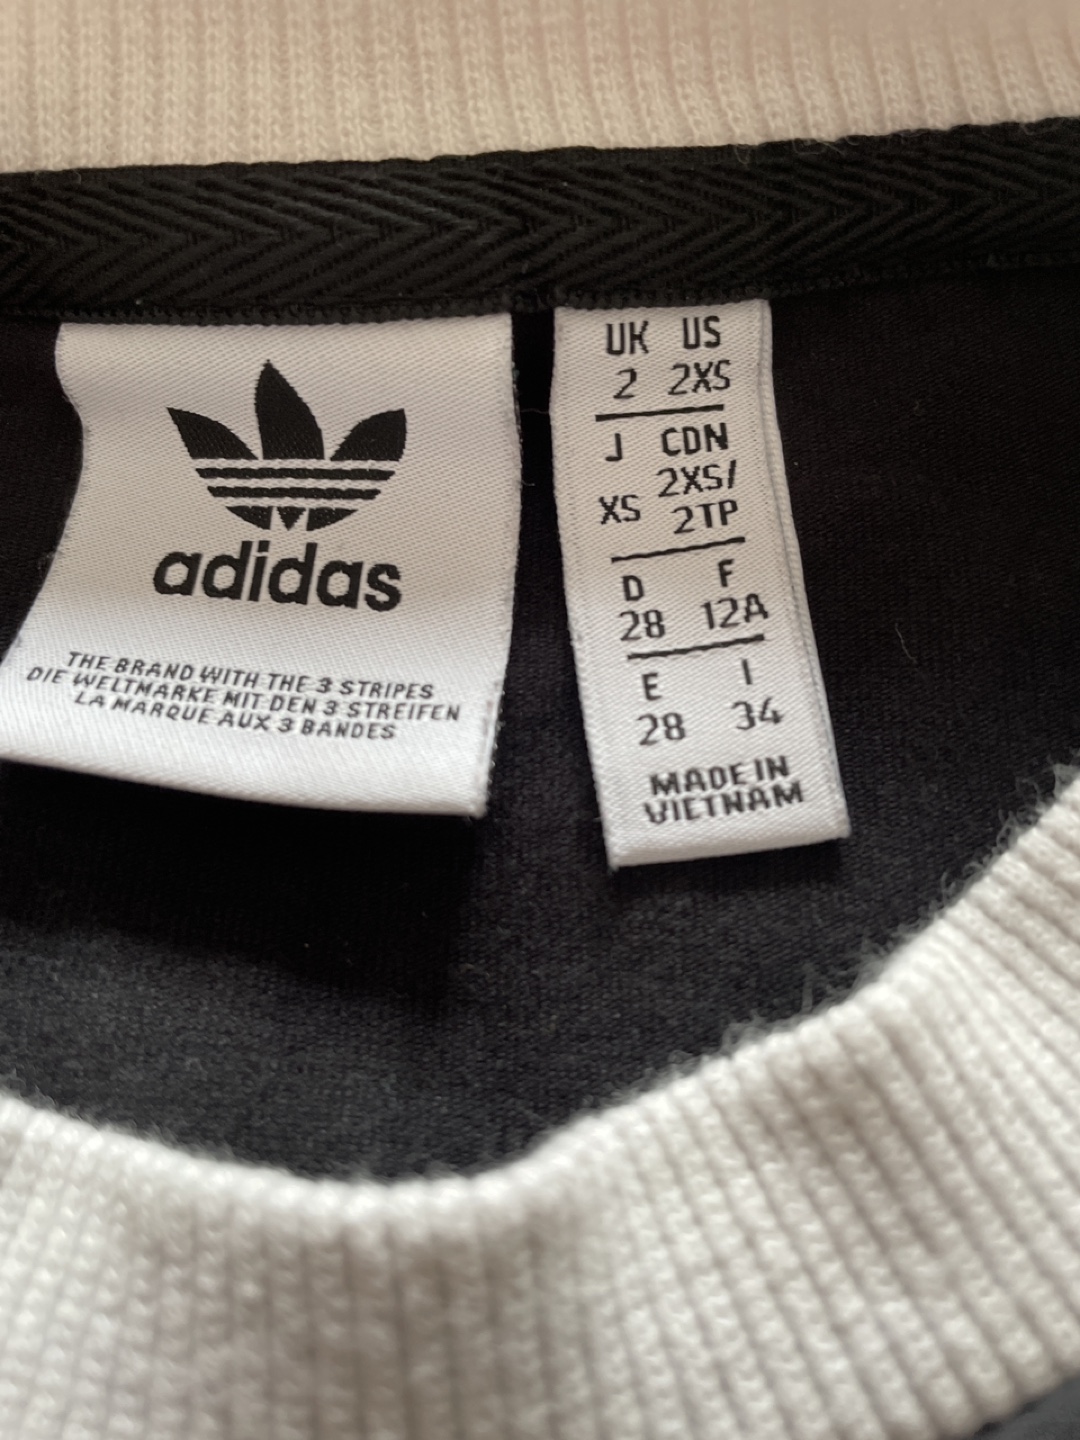 adidas
THE BRAND WITH THE 3 STRIPES
DIE WELTMARKE MIT DEN 3 STREIFEN
LA MARQUE AUX 3 BANDES
UK US
2 2XS
J CDN
XS 2XS/
2TP
D F
28 12A
E I
28 34
MADE IN
VIETNAM